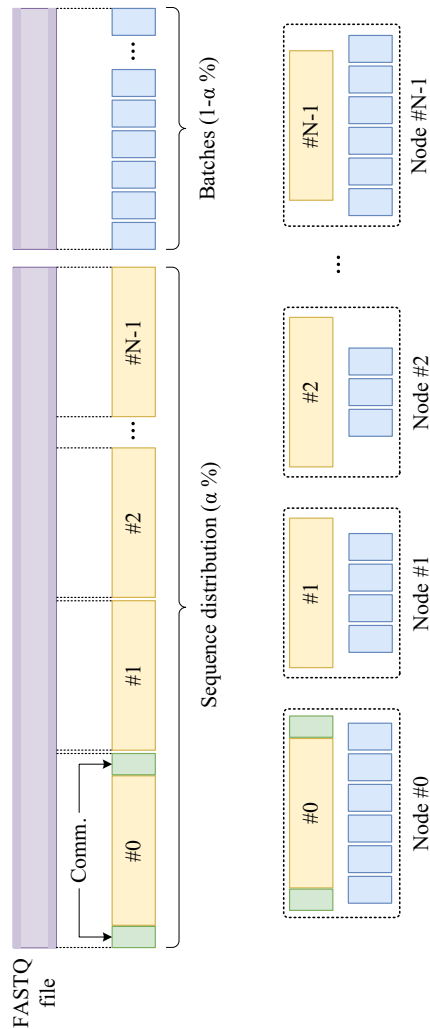 FASTQ
file
Comm.
#0
#1
#2
...
#N-1
...
Sequence distribution (α %)
Batches (1-α %)
#0
#1
#2
...
#N-1
Node #0
Node #1
Node #2
Node #N-1